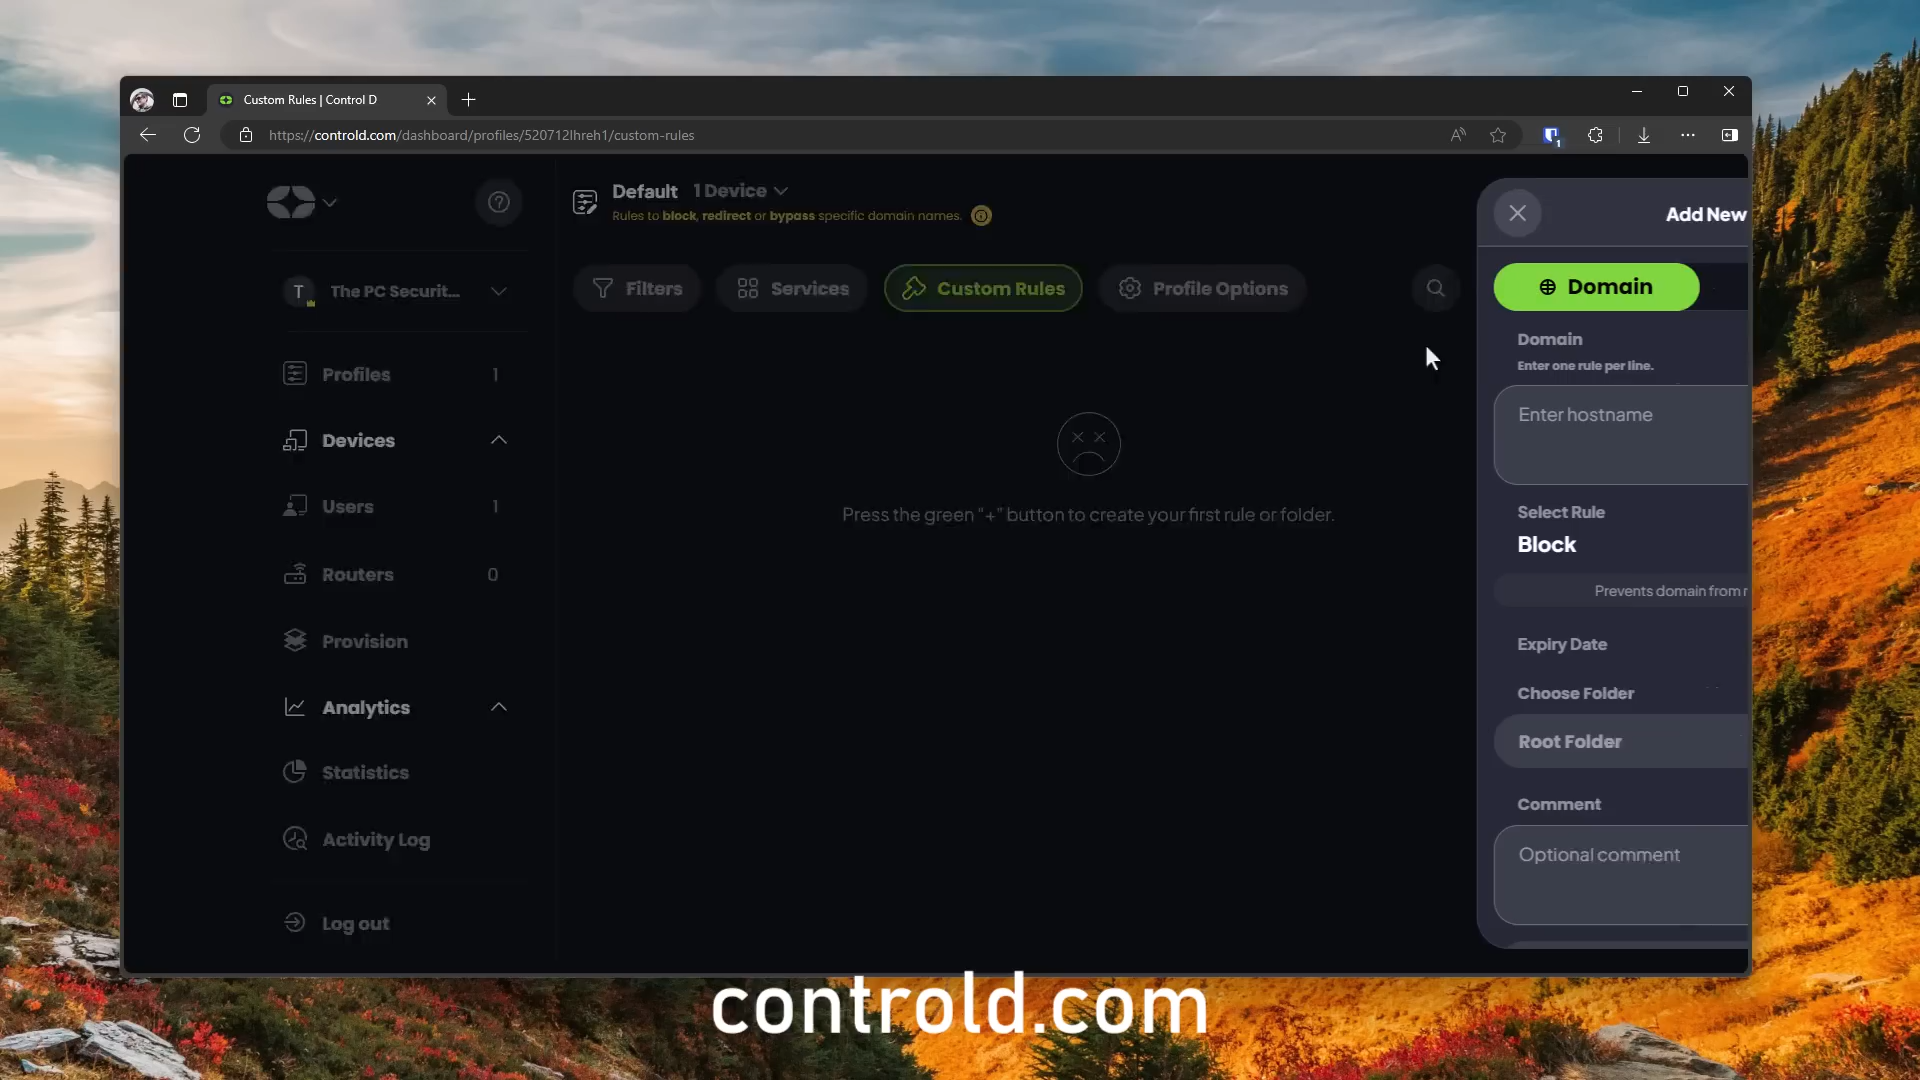 Custom Rules | Control D
https://controld.com/dashboard/profiles/520712lhreh1/custom-rules
1
Default 1 Device
Rules to block, redirect or bypass specific domain names.
Filters Services Custom Rules Profile Options
T The PC Securit...
Profiles 1
Devices
Users 1
Routers 0
Provision
Analytics
Statistics
Activity Log
Log out
Press the green "+" button to create your first rule or folder.
Add New
Domain
Domain
Enter one rule per line.
Enter hostname
Select Rule
Block
Prevents domain from
Expiry Date
Choose Folder
Root Folder
Comment
Optional comment
controld.com